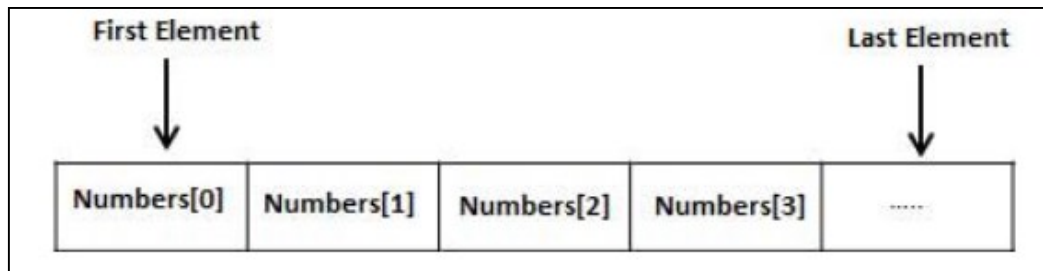 First Element
Last Element
Numbers[0] Numbers[1] Numbers[2] Numbers[3] .....